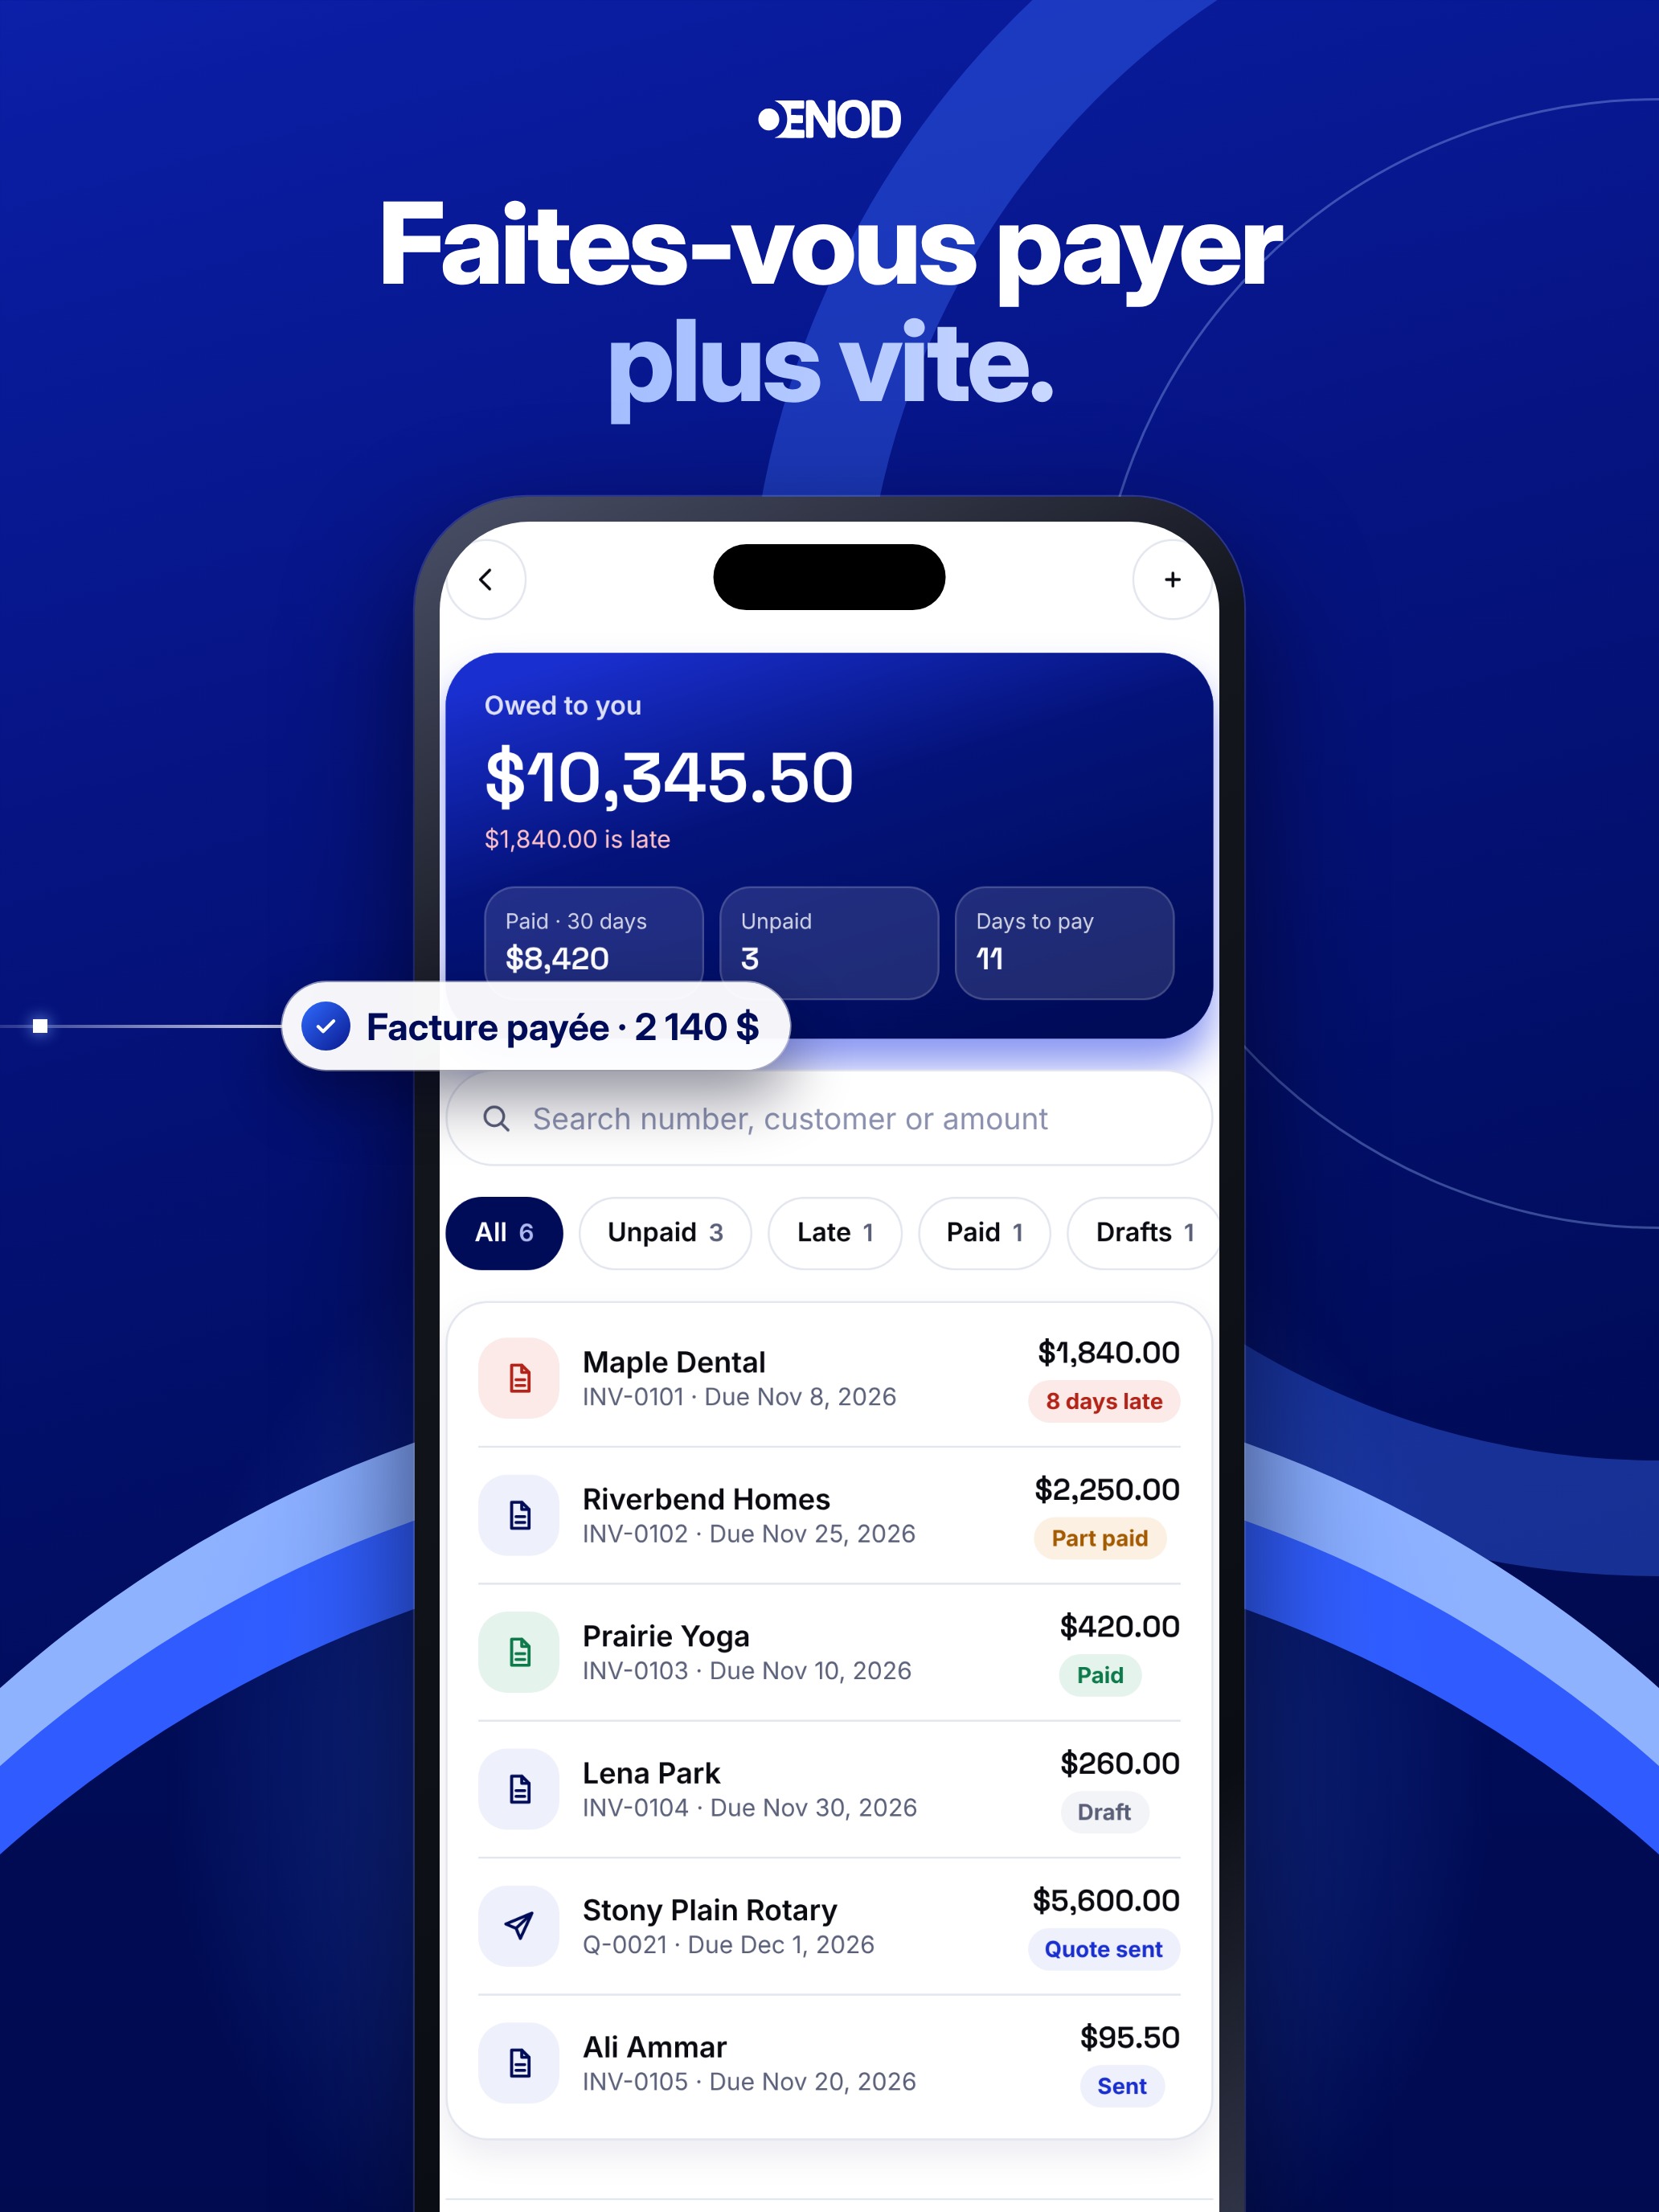 ENOD
Faites-vous payer
plus vite.
Owed to you
$10,345.50
$1,840.00 is late
Paid · 30 days
$8,420
Unpaid
3
Days to pay
11
Facture payée · 2 140 $
Search number, customer or amount
All 6 Unpaid 3 Late 1 Paid 1 Drafts 1
Maple Dental
INV-0101 · Due Nov 8, 2026
$1,840.00
8 days late
Riverbend Homes
INV-0102 · Due Nov 25, 2026
$2,250.00
Part paid
Prairie Yoga
INV-0103 · Due Nov 10, 2026
$420.00
Paid
Lena Park
INV-0104 · Due Nov 30, 2026
$260.00
Draft
Stony Plain Rotary
Q-0021 · Due Dec 1, 2026
$5,600.00
Quote sent
Ali Ammar
INV-0105 · Due Nov 20, 2026
$95.50
Sent